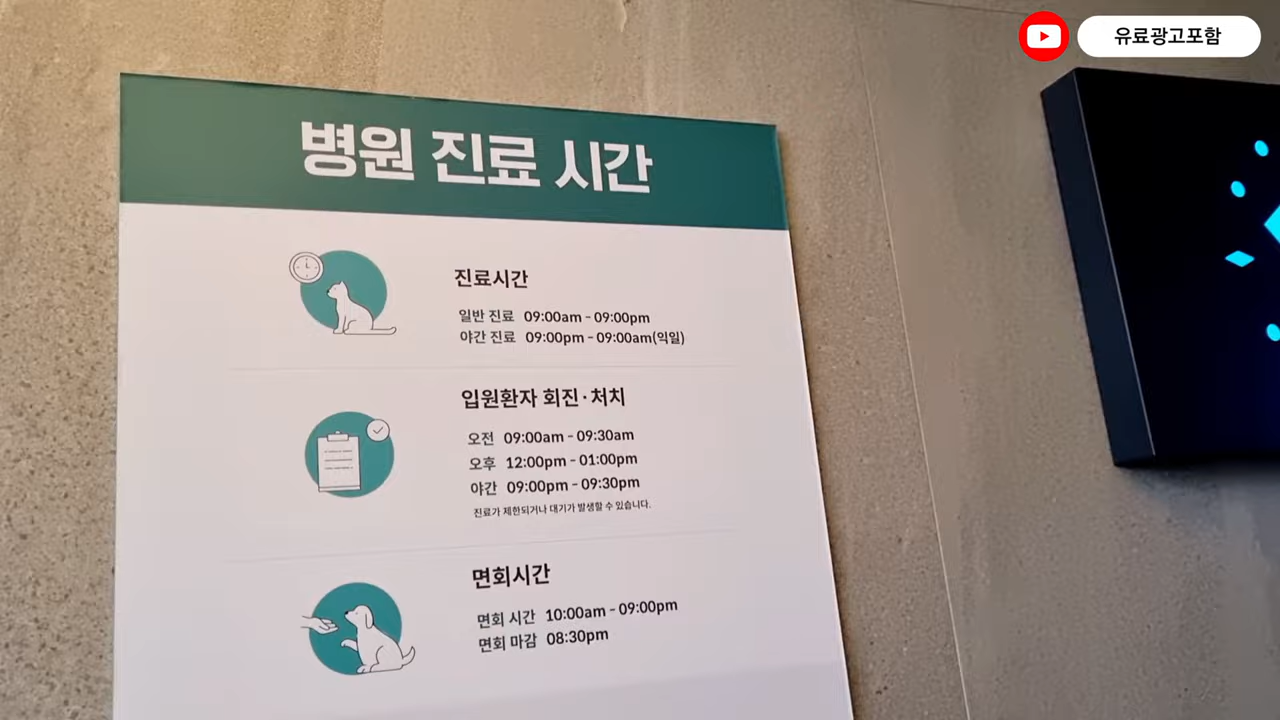 유료광고포함
병원 진료 시간
진료시간
일반 진료 09:00am - 09:00pm
야간 진료 09:00pm - 09:00am(익일)
입원환자 회진·처치
오전 09:00am - 09:30am
오후 12:00pm - 01:00pm
야간 09:00pm - 09:30pm
진료가 제한되거나 대기가 발생할 수 있습니다.
면회시간
면회 시간 10:00am - 09:00pm
면회 마감 08:30pm